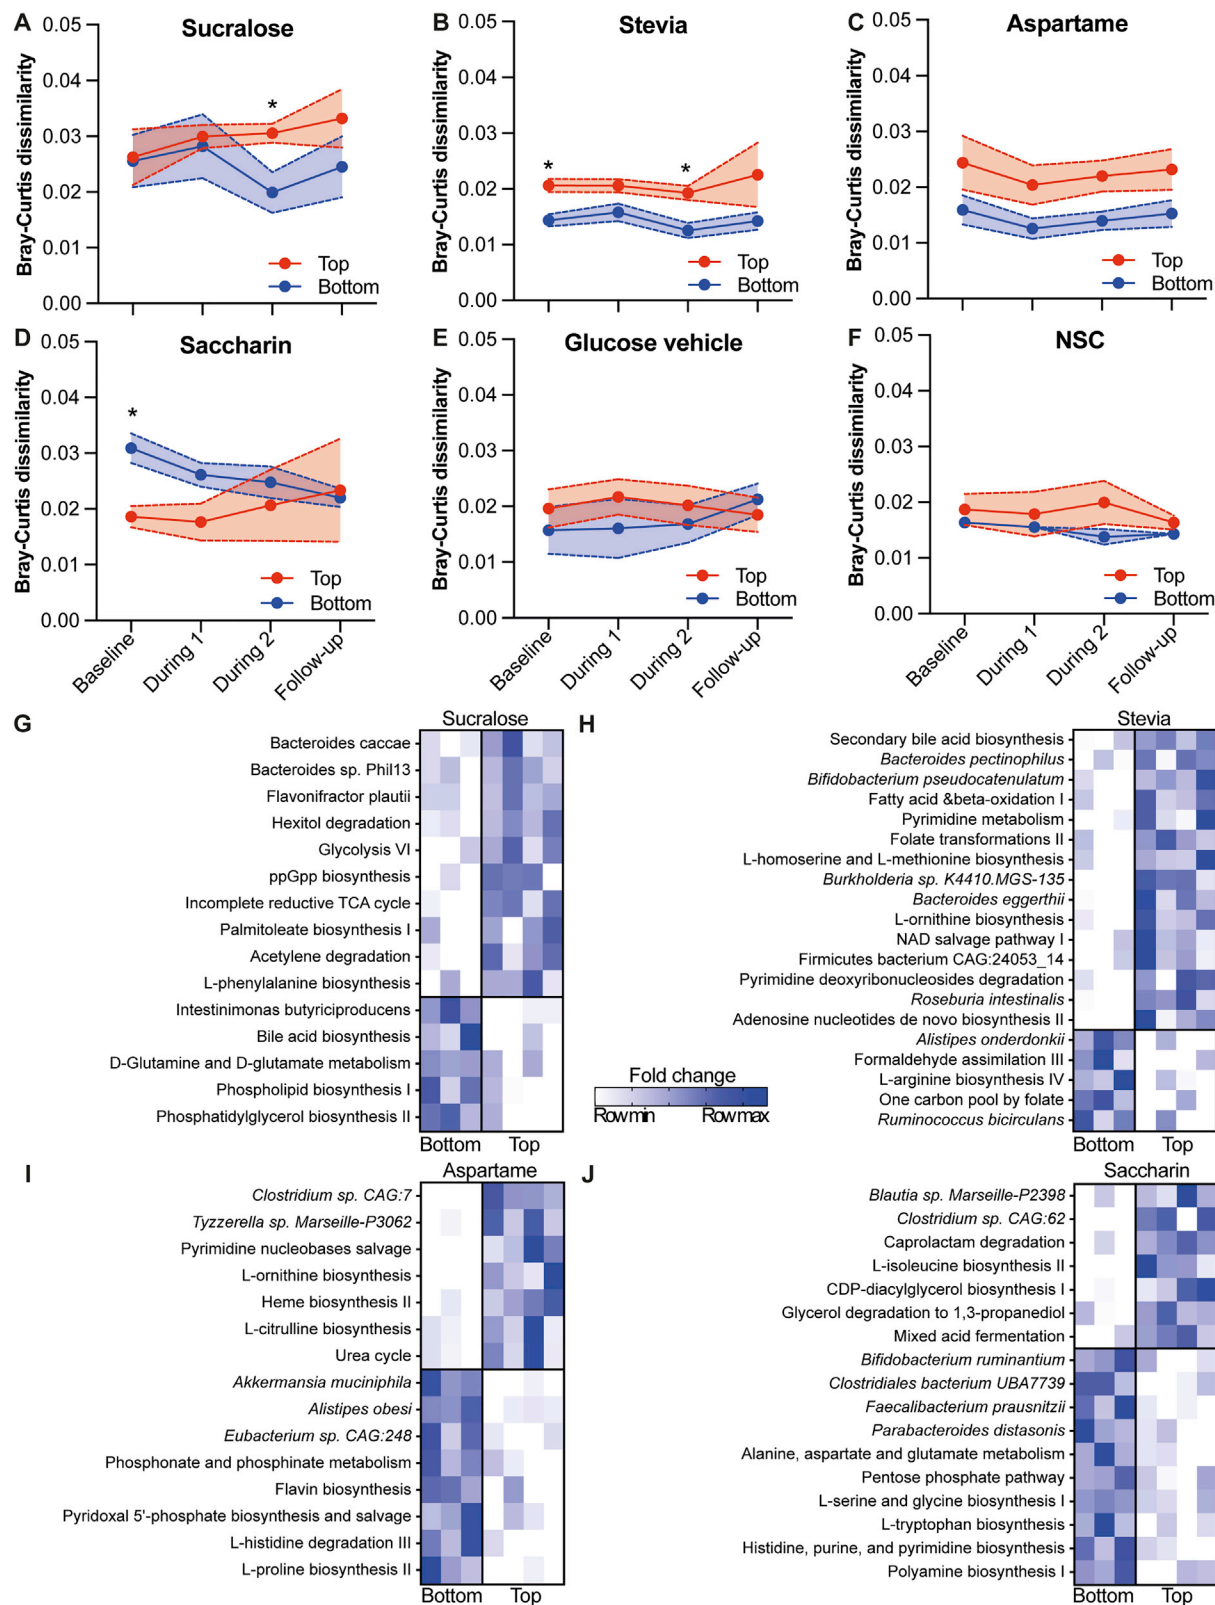 A
Sucralose
0.05
0.04
0.03
0.02
0.01
0.00
Bray-Curtis dissimilarity
*
Top
Bottom
B
Stevia
0.05
0.04
0.03
0.02
0.01
0.00
Bray-Curtis dissimilarity
*
*
Top
Bottom
C
Aspartame
0.05
0.04
0.03
0.02
0.01
0.00
Bray-Curtis dissimilarity
Top
Bottom
D
Saccharin
0.05
0.04
0.03
0.02
0.01
0.00
Bray-Curtis dissimilarity
*
Top
Bottom
Baseline
During 1
During 2
Follow-up
E
Glucose vehicle
0.05
0.04
0.03
0.02
0.01
0.00
Bray-Curtis dissimilarity
Top
Bottom
Baseline
During 1
During 2
Follow-up
F
NSC
0.05
0.04
0.03
0.02
0.01
0.00
Bray-Curtis dissimilarity
Top
Bottom
Baseline
During 1
During 2
Follow-up
G
Sucralose
Bacteroides caccae
Bacteroides sp. Phil13
Flavonifractor plautii
Hexitol degradation
Glycolysis VI
ppGpp biosynthesis
Incomplete reductive TCA cycle
Palmitoleate biosynthesis I
Acetylene degradation
L-phenylalanine biosynthesis
Intestinimonas butyriciproducens
Bile acid biosynthesis
D-Glutamine and D-glutamate metabolism
Phospholipid biosynthesis I
Phosphatidylglycerol biosynthesis II
Bottom Top
Fold change
Row min Row max
H
Stevia
Secondary bile acid biosynthesis
Bacteroides pectinophilus
Bifidobacterium pseudocatenulatum
Fatty acid &beta-oxidation I
Pyrimidine metabolism
Folate transformations II
L-homoserine and L-methionine biosynthesis
Burkholderia sp. K4410.MGS-135
Bacteroides eggerthii
L-ornithine biosynthesis
NAD salvage pathway I
Firmicutes bacterium CAG:24053_14
Pyrimidine deoxyribonucleosides degradation
Roseburia intestinalis
Adenosine nucleotides de novo biosynthesis II
Alistipes onderdonkii
Formaldehyde assimilation III
L-arginine biosynthesis IV
One carbon pool by folate
Ruminococcus bicirculans
Bottom Top
I
Aspartame
Clostridium sp. CAG:7
Tyzzerella sp. Marseille-P3062
Pyrimidine nucleobases salvage
L-ornithine biosynthesis
Heme biosynthesis II
L-citrulline biosynthesis
Urea cycle
Akkermansia muciniphila
Alistipes obesi
Eubacterium sp. CAG:248
Phosphonate and phosphinate metabolism
Flavin biosynthesis
Pyridoxal 5'-phosphate biosynthesis and salvage
L-histidine degradation III
L-proline biosynthesis II
Bottom Top
J
Saccharin
Blautia sp. Marseille-P2398
Clostridium sp. CAG:62
Caprolactam degradation
L-isoleucine biosynthesis II
CDP-diacylglycerol biosynthesis I
Glycerol degradation to 1,3-propanediol
Mixed acid fermentation
Bifidobacterium ruminantium
Clostridiales bacterium UBA7739
Faecalibacterium prausnitzii
Parabacteroides distasonis
Alanine, aspartate and glutamate metabolism
Pentose phosphate pathway
L-serine and glycine biosynthesis I
L-tryptophan biosynthesis
Histidine, purine, and pyrimidine biosynthesis
Polyamine biosynthesis I
Bottom Top